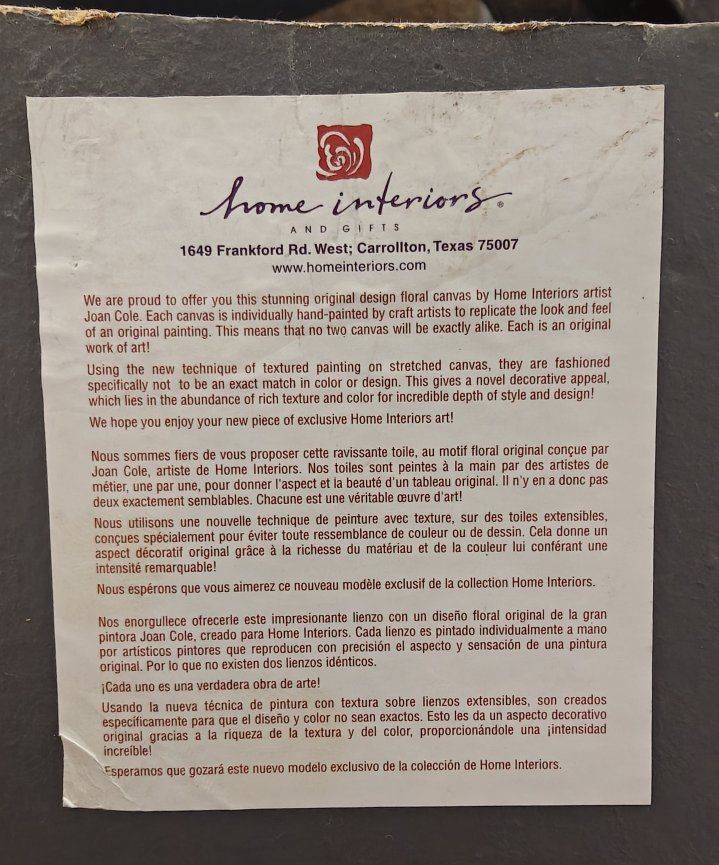 home interiors®
AND GIFTS
1649 Frankford Rd. West; Carrollton, Texas 75007
www.homeinteriors.com
We are proud to offer you this stunning original design floral canvas by Home Interiors artist
Joan Cole. Each canvas is individually hand-painted by craft artists to replicate the look and feel
of an original painting. This means that no two canvas will be exactly alike. Each is an original
work of art!
Using the new technique of textured painting on stretched canvas, they are fashioned
specifically not to be an exact match in color or design. This gives a novel decorative appeal,
which lies in the abundance of rich texture and color for incredible depth of style and design!
We hope you enjoy your new piece of exclusive Home Interiors art!
Nous sommes fiers de vous proposer cette ravissante toile, au motif floral original conçue par
Joan Cole, artiste de Home Interiors. Nos toiles sont peintes à la main par des artistes de
métier, une par une, pour donner l'aspect et la beauté d'un tableau original. Il n'y en a donc pas
deux exactement semblables. Chacune est une véritable œuvre d'art!
Nous utilisons une nouvelle technique de peinture avec texture, sur des toiles extensibles,
conçues spécialement pour éviter toute ressemblance de couleur ou de dessin. Cela donne un
aspect décoratif original grâce à la richesse du matériau et de la couleur lui conférant une
intensité remarquable!
Nous espérons que vous aimerez ce nouveau modèle exclusif de la collection Home Interiors.
Nos enorgullece ofrecerle este impresionante lienzo con un diseño floral original de la gran
pintora Joan Cole, creado para Home Interiors. Cada lienzo es pintado individualmente a mano
por artísticos pintores que reproducen con precisión el aspecto y sensación de una pintura
original. Por lo que no existen dos lienzos idénticos.
¡Cada uno es una verdadera obra de arte!
Usando la nueva técnica de pintura con textura sobre lienzos extensibles, son creados
específicamente para que el diseño y color no sean exactos. Esto les da un aspecto decorativo
original gracias a la riqueza de la textura y del color, proporcionándole una ¡intensidad
increíble!
Esperamos que gozará este nuevo modelo exclusivo de la colección de Home Interiors.